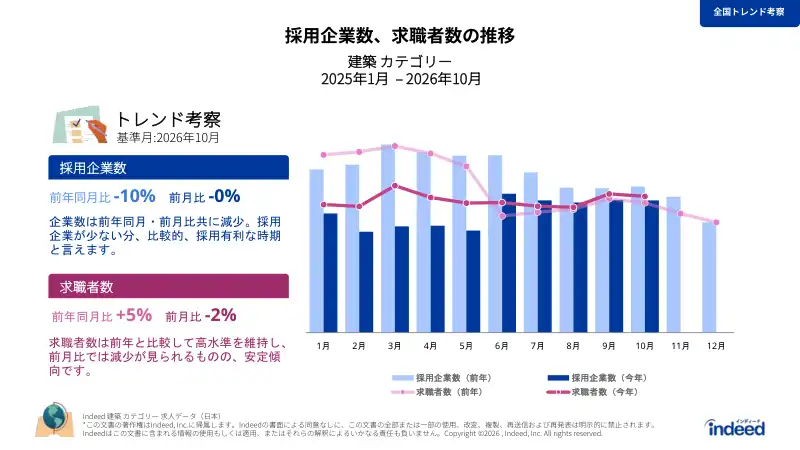 全国トレンド考察
採用企業数、求職者数の推移
建築 カテゴリー
2025年1月 – 2026年10月
トレンド考察
基準月:2026年10月
採用企業数
前年同月比 -10% 前月比 -0%
企業数は前年同月・前月比共に減少。採用
企業が少ない分、比較的、採用有利な時期
と言えます。
求職者数
前年同月比 +5% 前月比 -2%
求職者数は前年と比較して高水準を維持し、
前月比では減少が見られるものの、安定傾
向です。
1月 2月 3月 4月 5月 6月 7月 8月 9月 10月 11月 12月
採用企業数（前年） 採用企業数（今年）
求職者数（前年） 求職者数（今年）
Indeed 建築 カテゴリー 求人データ（日本）
*この文書の著作権はIndeed, Inc.に帰属します。Indeedの書面による同意なしに、この文書の全部または一部の使用、改変、複製、再送信および再発表は明示的に禁止されます。
Indeedはこの文書に含まれる情報の使用もしくは適用、またはそれらの解釈によるいかなる責任も負いません。Copyright ©2026 , Indeed, Inc. All rights reserved.
インディード
indeed